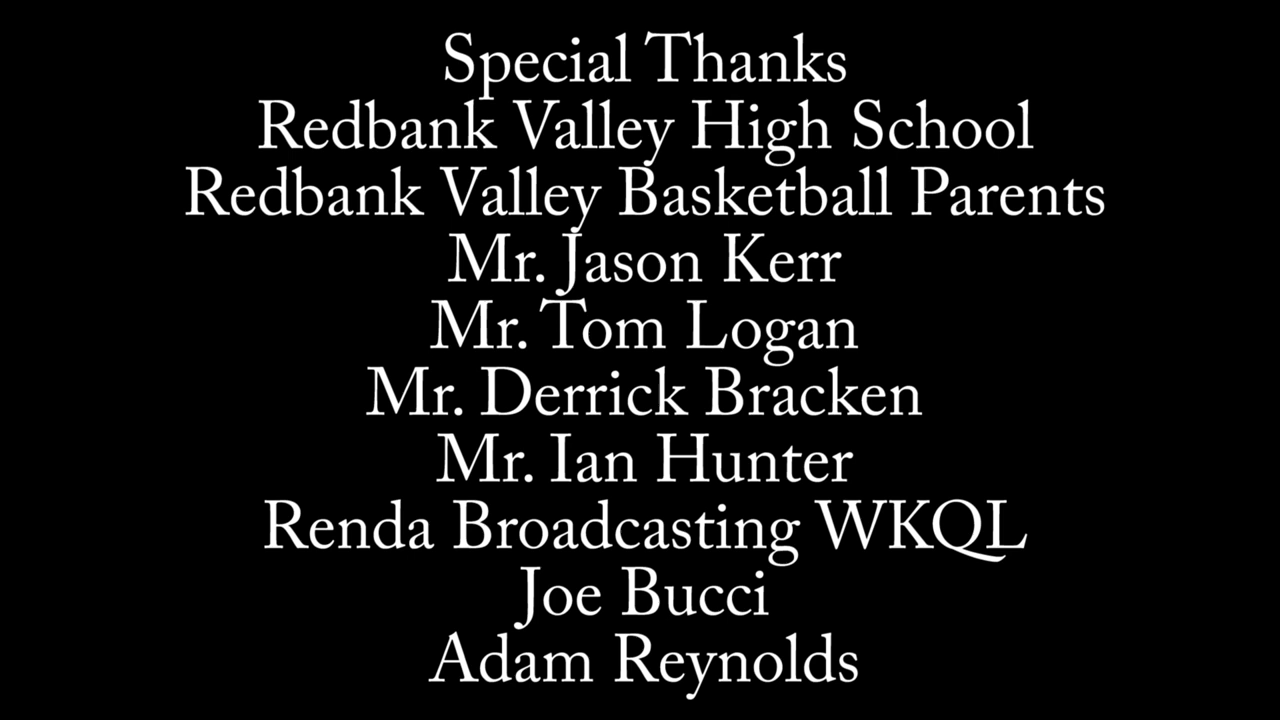 Special Thanks
Redbank Valley High School
Redbank Valley Basketball Parents
Mr. Jason Kerr
Mr. Tom Logan
Mr. Derrick Bracken
Mr. Ian Hunter
Renda Broadcasting WKQL
Joe Bucci
Adam Reynolds